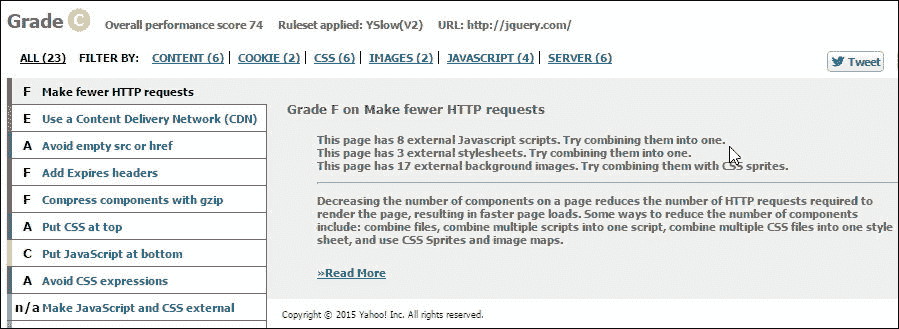 Grade C Overall performance score 74 Ruleset applied: YSlow(V2) URL: http://jquery.com/
ALL (23) FILTER BY: CONTENT (6) | COOKIE (2) | CSS (6) | IMAGES (2) | JAVASCRIPT (4) | SERVER (6)
Tweet
F Make fewer HTTP requests
E Use a Content Delivery Network (CDN)
A Avoid empty src or href
F Add Expires headers
F Compress components with gzip
A Put CSS at top
C Put JavaScript at bottom
A Avoid CSS expressions
n/a Make JavaScript and CSS external
Grade F on Make fewer HTTP requests
This page has 8 external Javascript scripts. Try combining them into one.
This page has 3 external stylesheets. Try combining them into one.
This page has 17 external background images. Try combining them with CSS sprites.
Decreasing the number of components on a page reduces the number of HTTP requests required to
render the page, resulting in faster page loads. Some ways to reduce the number of components
include: combine files, combine multiple scripts into one script, combine multiple CSS files into one style
sheet, and use CSS Sprites and image maps.
»Read More
Copyright © 2015 Yahoo! Inc. All rights reserved.